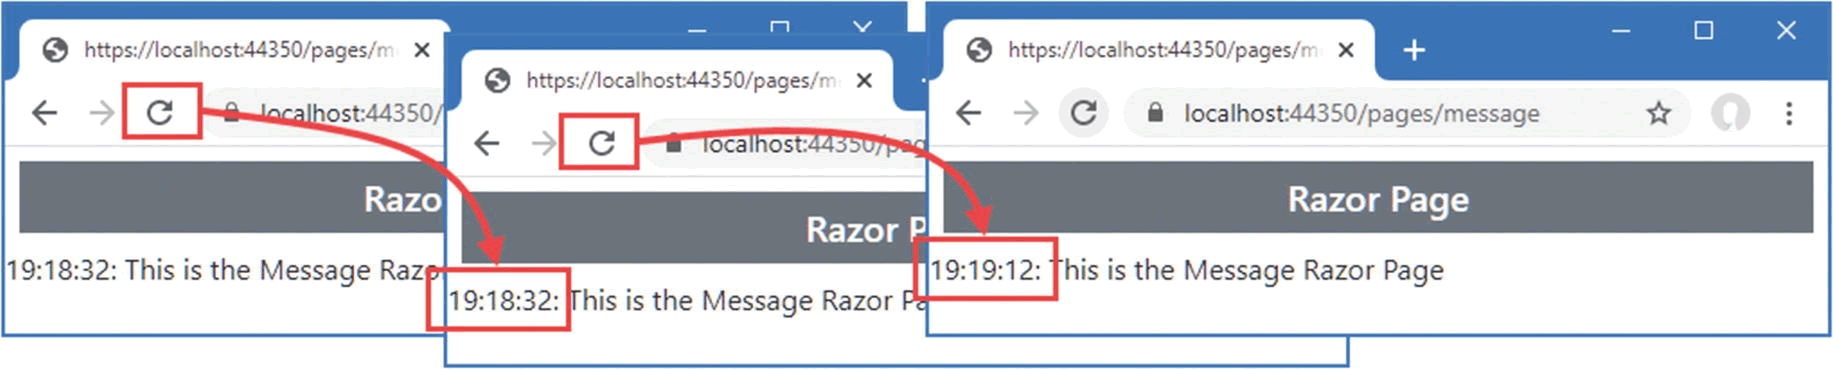 https://localhost:44350/pages/m
localhost:44350/
Razo
19:18:32: This is the Message Razo
https://localhost:44350/pages/m
localhost:44350/pag
Razor P
19:18:32: This is the Message Razor Pa
https://localhost:44350/pages/m
localhost:44350/pages/message
Razor Page
19:19:12: This is the Message Razor Page